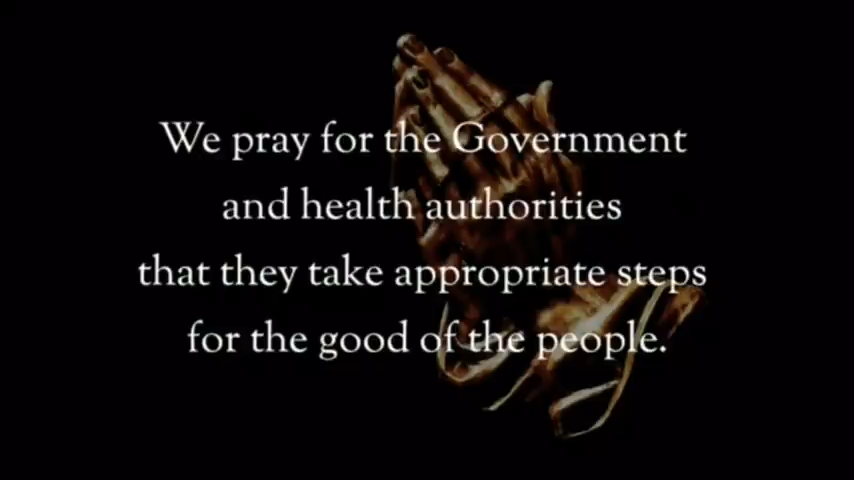 We pray for the Government
and health authorities
that they take appropriate steps
for the good of the people.